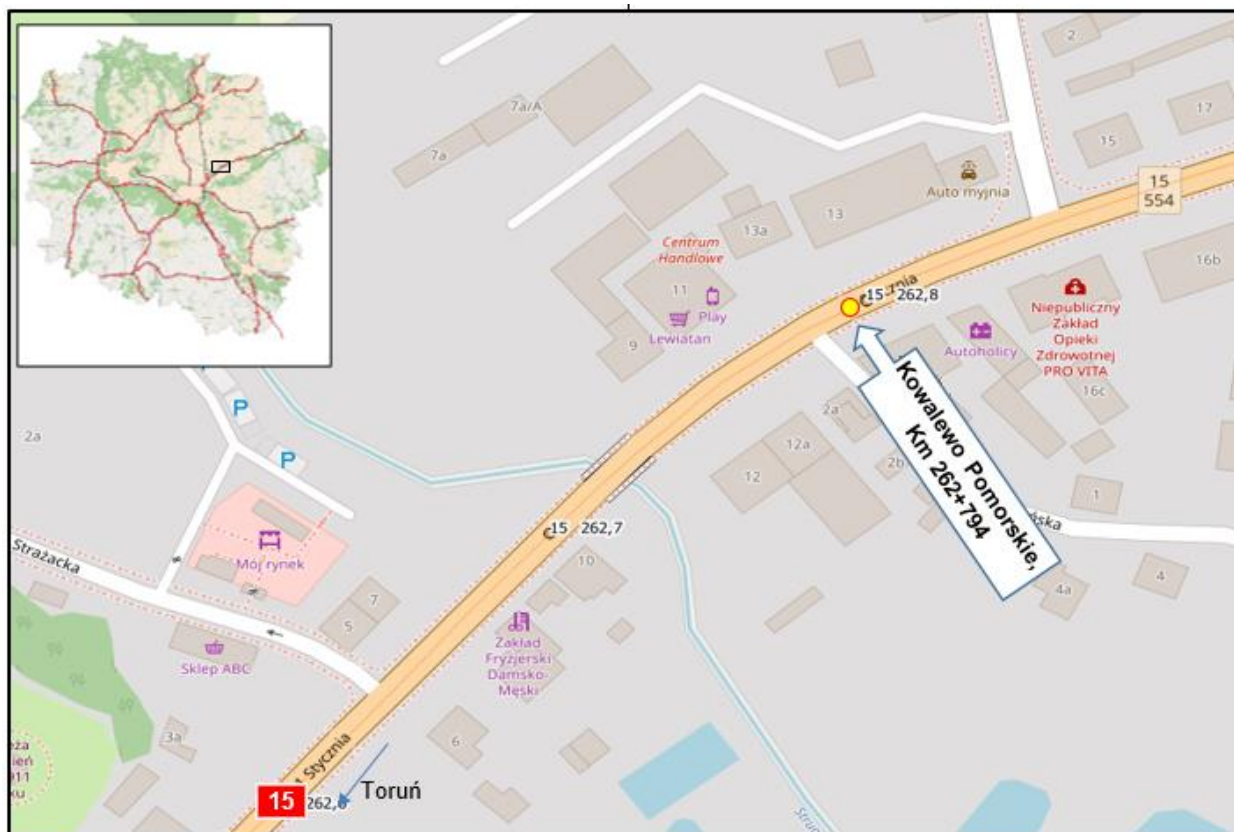 2
7a/A
17
7a
15
Auto myjnia
15
554
13
13a
Centrum
Handlowe
16b
11
Play
15 262,8
Lewiatan
Niepubliczny
Zakład
Opieki
Zdrowotnej
PRO VITA
9
Autoholicy
Kowalewo Pomorskie,
Km 262+794
16c
P
2a
2a
P
12a
12
2b
1
15 262,7
Strażacka
Mój rynek
10
4
7
4a
5
Zakład
Fryzjerski
Damsko-
Męski
Sklep ABC
3a
6
Stycznia
Toruń
15